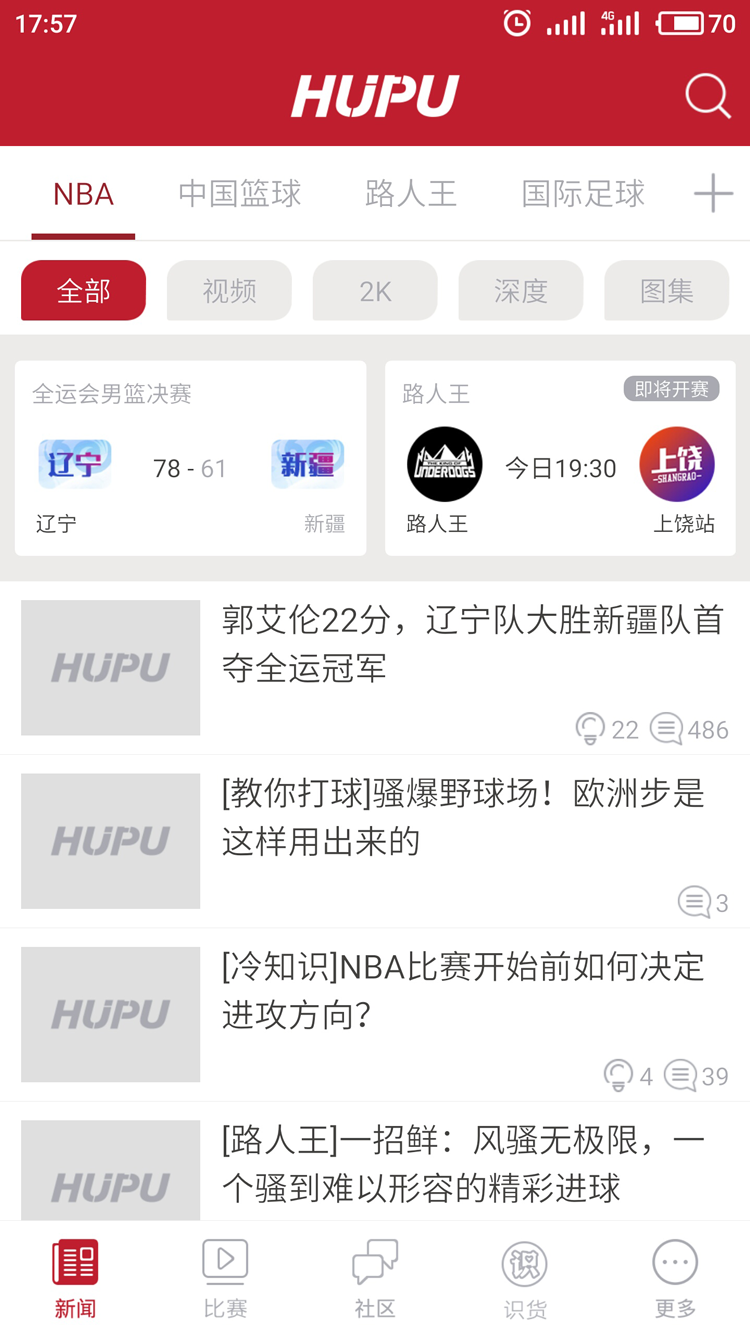 17:57
4G
70
HUPU
NBA
中国篮球
路人王
国际足球
全部
视频
2K
深度
图集
全运会男篮决赛
辽宁
78 - 61
新疆
辽宁
新疆
路人王
即将开赛
THE KING OF
UNDERDOGS
今日19:30
上饶
-SHANGRAO-
路人王
上饶站
HUPU
郭艾伦22分，辽宁队大胜新疆队首
夺全运冠军
22
486
HUPU
[教你打球]骚爆野球场！欧洲步是
这样用出来的
3
HUPU
[冷知识]NBA比赛开始前如何决定
进攻方向？
4
39
HUPU
[路人王]一招鲜：风骚无极限，一
个骚到难以形容的精彩进球
新闻
比赛
社区
识
识货
更多